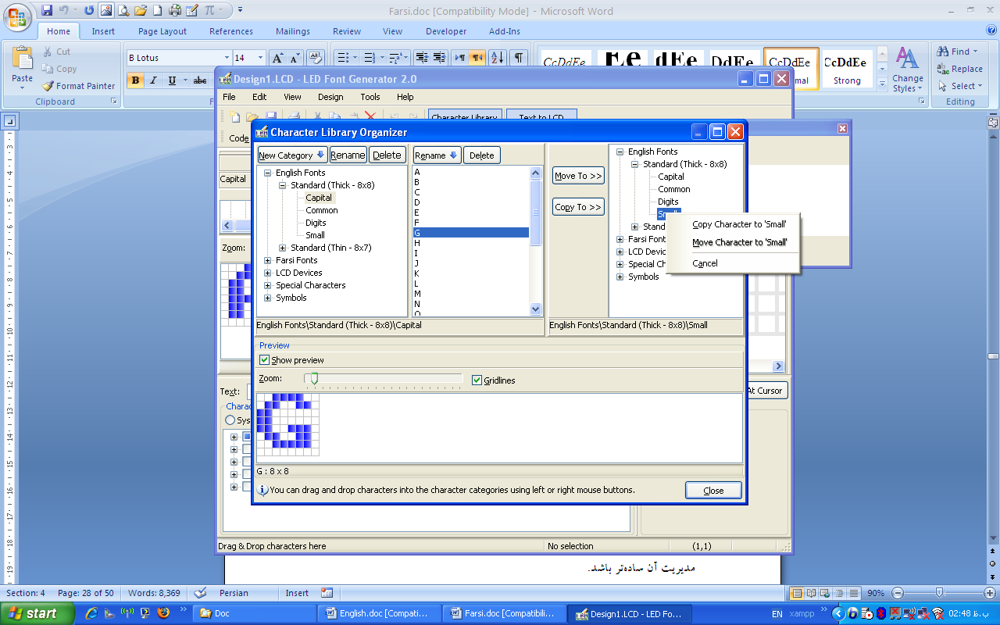 Farsi.doc [Compatibility Mode] - Microsoft Word
Home Insert Page Layout References Mailings Review View Developer Add-Ins
Paste
Cut
Copy
Format Painter
Clipboard
B Lotus 14
B I U abc
CcDdEe
Strong
Change Styles
Find
Replace
Select
Editing
Design1.LCD - LED Font Generator 2.0
File Edit View Design Tools Help
Character Library Text to LCD
Code
Capital
Zoom:
Character Library Organizer
New Category Rename Delete
Rename Delete
English Fonts
Standard (Thick - 8x8)
Capital
Common
Digits
Small
Standard (Thin - 8x7)
Farsi Fonts
LCD Devices
Special Characters
Symbols
A
B
C
D
E
F
G
H
I
J
K
L
M
N
O
Move To >>
Copy To >>
English Fonts
Standard (Thick - 8x8)
Capital
Common
Digits
Small
Stand
Farsi Font
LCD Devic
Special Ch
Symbols
Copy Character to 'Small'
Move Character to 'Small'
Cancel
English Fonts\Standard (Thick - 8x8)\Capital
English Fonts\Standard (Thick - 8x8)\Small
Preview
Show preview
Zoom:
Gridlines
G : 8 x 8
You can drag and drop characters into the character categories using left or right mouse buttons.
Close
Text:
At Cursor
Charac
Sys
Drag & Drop characters here
No selection
(1,1)
مدیریت آن ساده‌تر باشد.
Section: 4 Page: 28 of 50 Words: 8,369 Persian Insert 90%
start
Doc
English.doc [Compati...
Farsi.doc [Compatibili...
Design1.LCD - LED Fo...
EN
xampp
02:48 ب.ظ